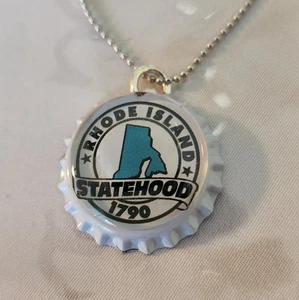 RHODE ISLAND
STATEHOOD
1790